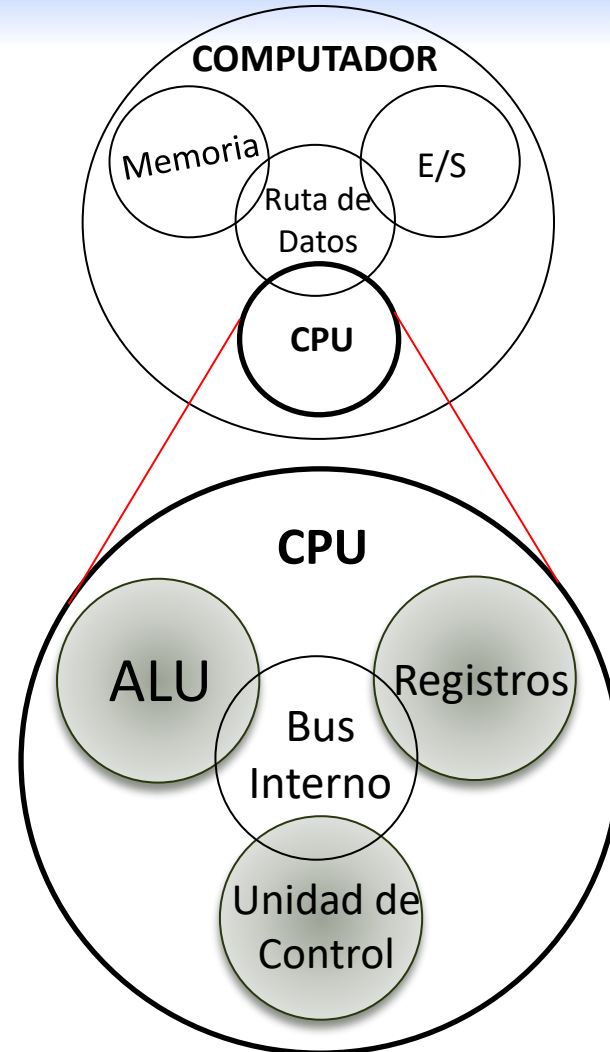 COMPUTADOR
Memoria
E/S
Ruta de
Datos
CPU
CPU
ALU
Registros
Bus
Interno
Unidad de
Control